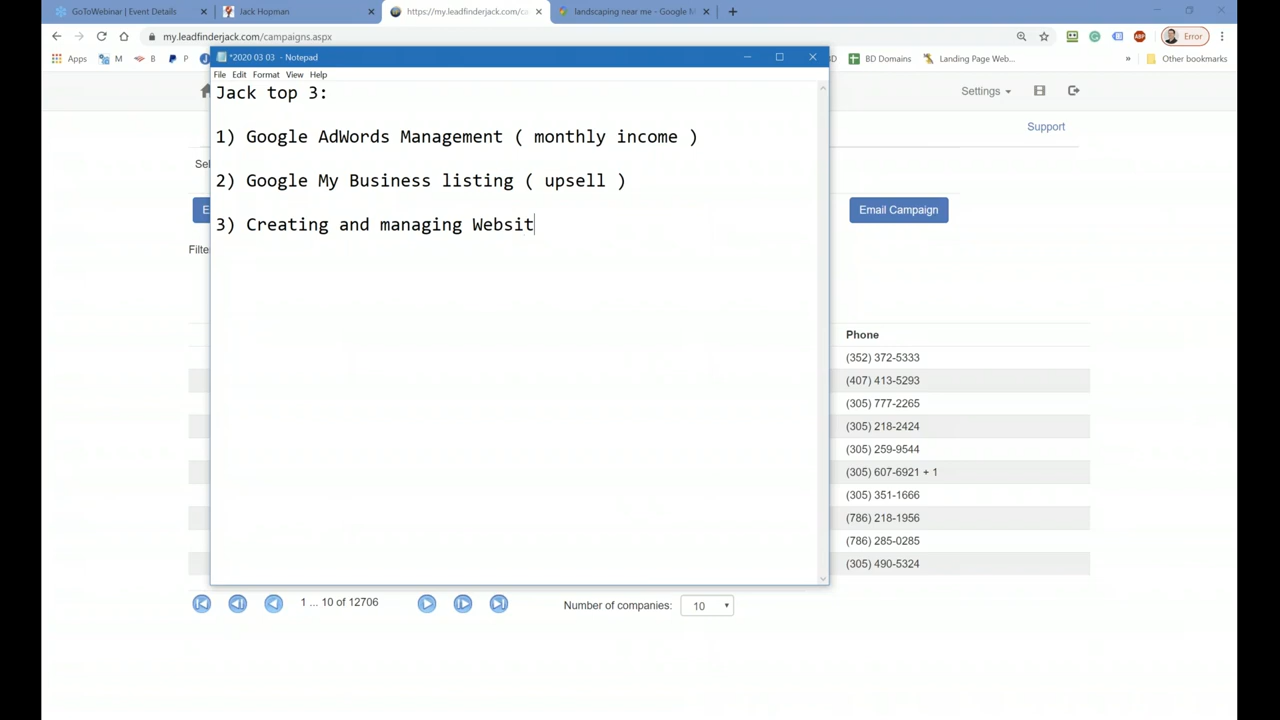 GoToWebinar | Event Details
Jack Hopman
https://my.leadfinderjack.com/ca
landscaping near me - Google M
my.leadfinderjack.com/campaigns.aspx
Error
Apps
M
B
P
BD Domains
Landing Page Web...
Other bookmarks
*2020 03 03 - Notepad
File Edit Format View Help
Settings
Support
Jack top 3:
1) Google AdWords Management ( monthly income )
2) Google My Business listing ( upsell )
3) Creating and managing Websit
Sel
E
Email Campaign
Filte
Phone
(352) 372-5333
(407) 413-5293
(305) 777-2265
(305) 218-2424
(305) 259-9544
(305) 607-6921 + 1
(305) 351-1666
(786) 218-1956
(786) 285-0285
(305) 490-5324
1 ... 10 of 12706
Number of companies: 10